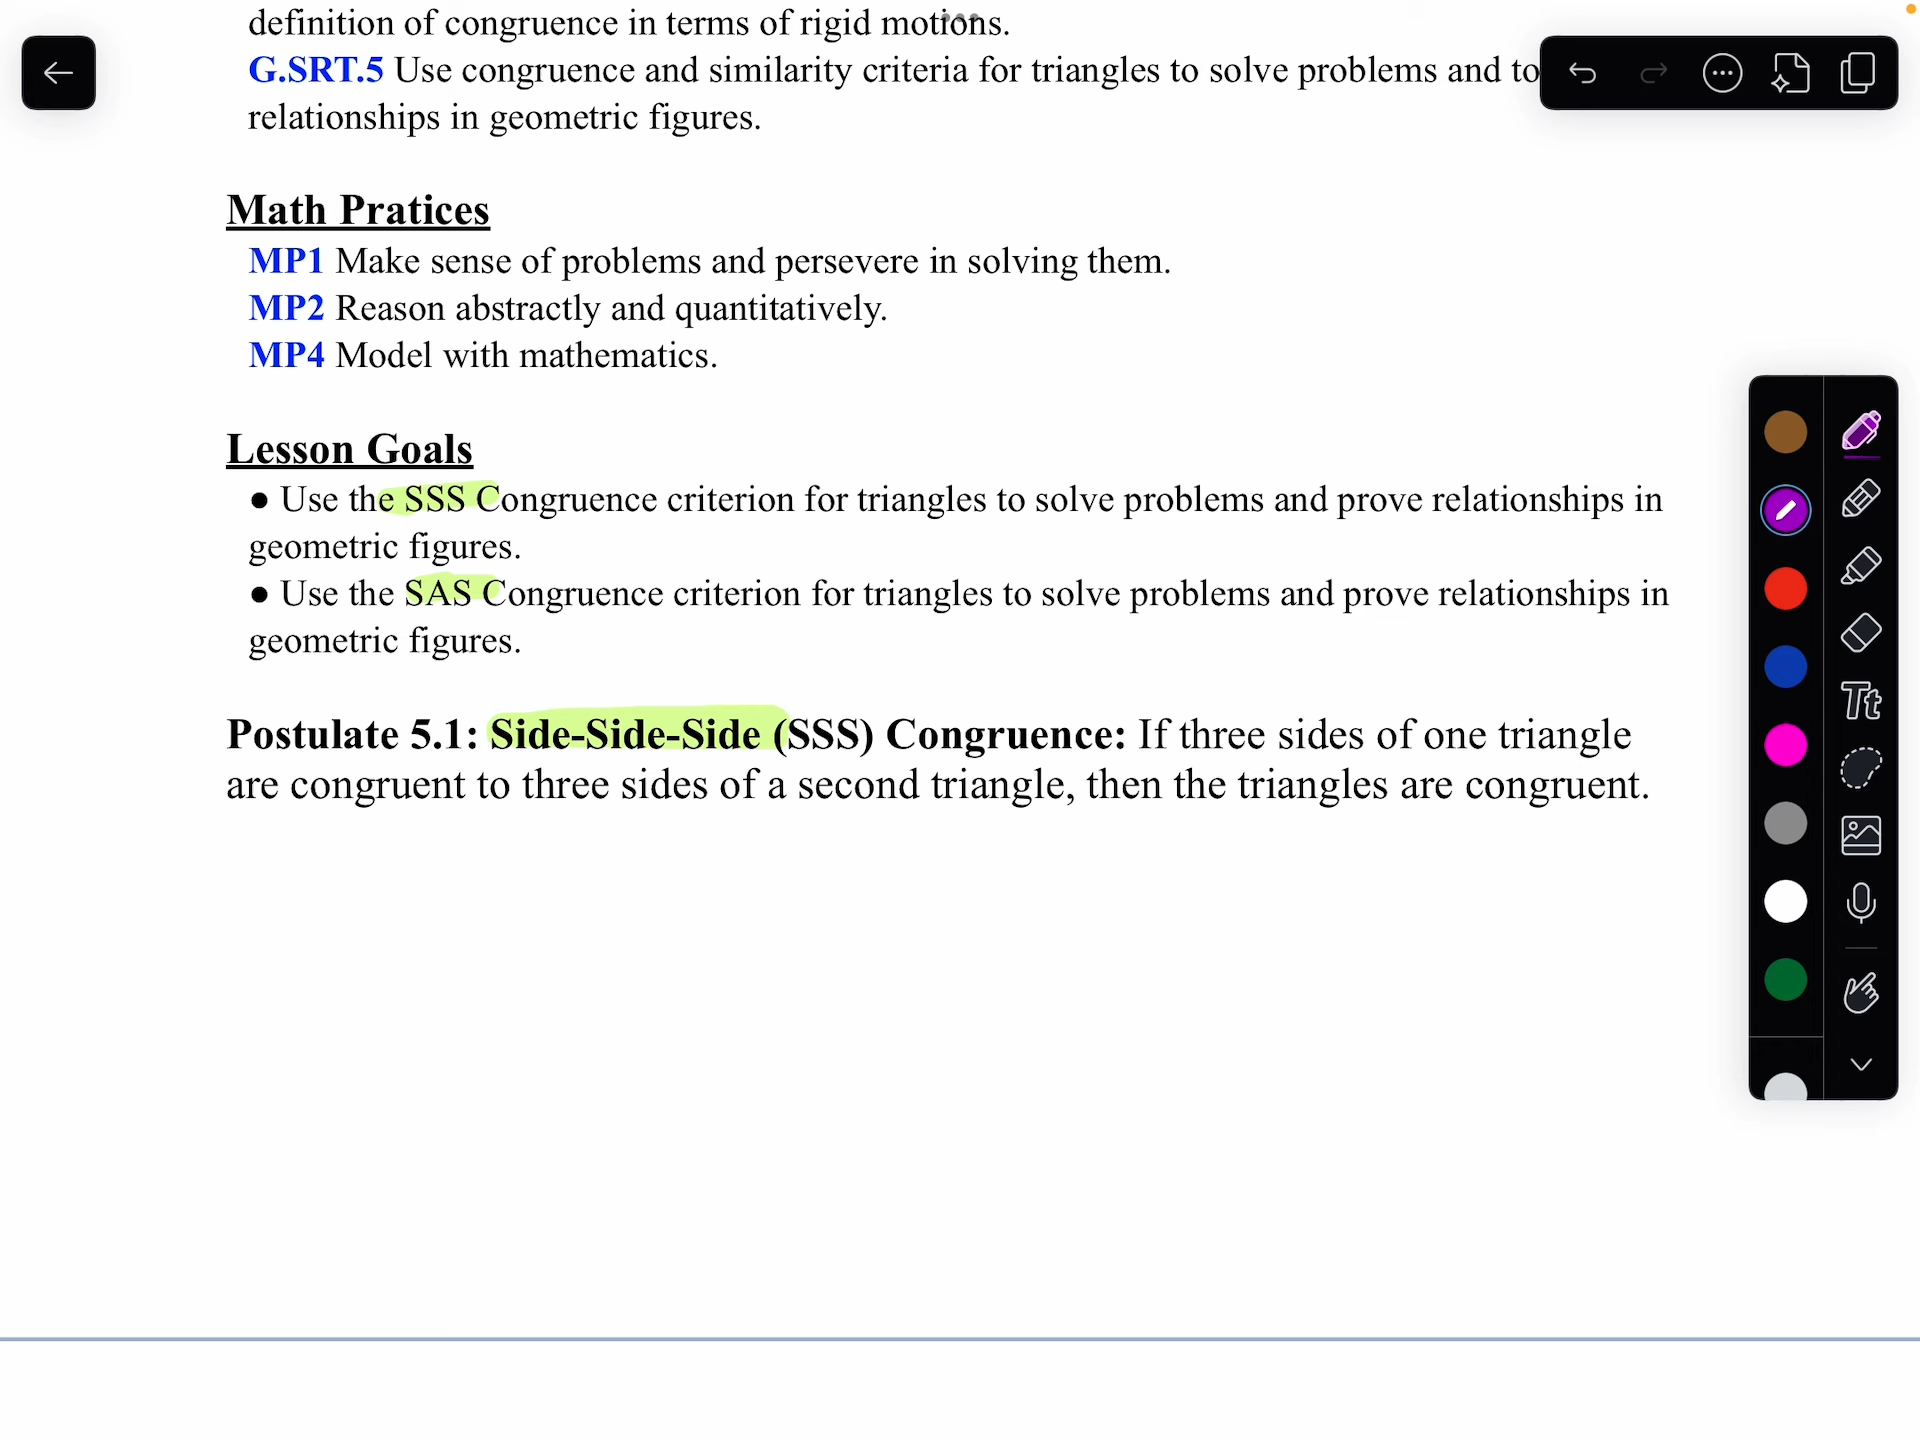 definition of congruence in terms of rigid motions.
G.SRT.5 Use congruence and similarity criteria for triangles to solve problems and to
relationships in geometric figures.
Math Pratices
MP1 Make sense of problems and persevere in solving them.
MP2 Reason abstractly and quantitatively.
MP4 Model with mathematics.
Lesson Goals
● Use the SSS Congruence criterion for triangles to solve problems and prove relationships in
geometric figures.
● Use the SAS Congruence criterion for triangles to solve problems and prove relationships in
geometric figures.
Postulate 5.1: Side-Side-Side (SSS) Congruence: If three sides of one triangle
are congruent to three sides of a second triangle, then the triangles are congruent.
Tt